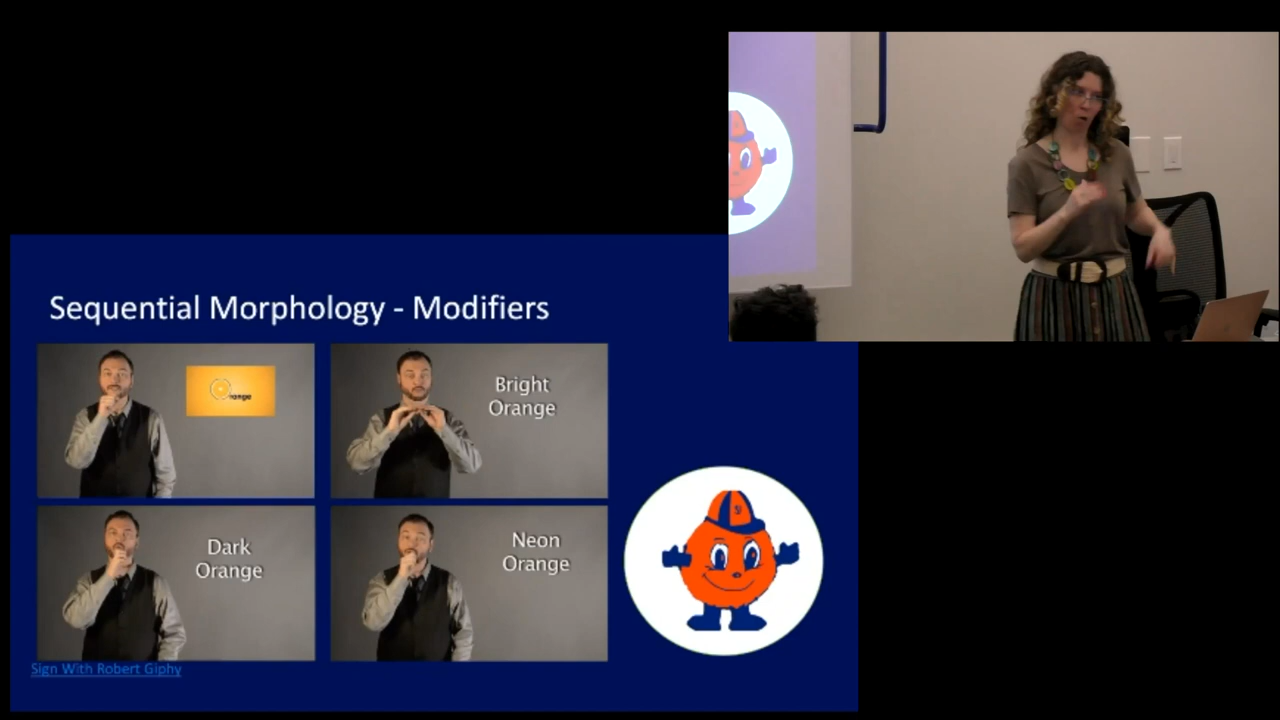 Sequential Morphology - Modifiers
Orange
Bright
Orange
Dark
Orange
Neon
Orange
Sign With Robert Giphy